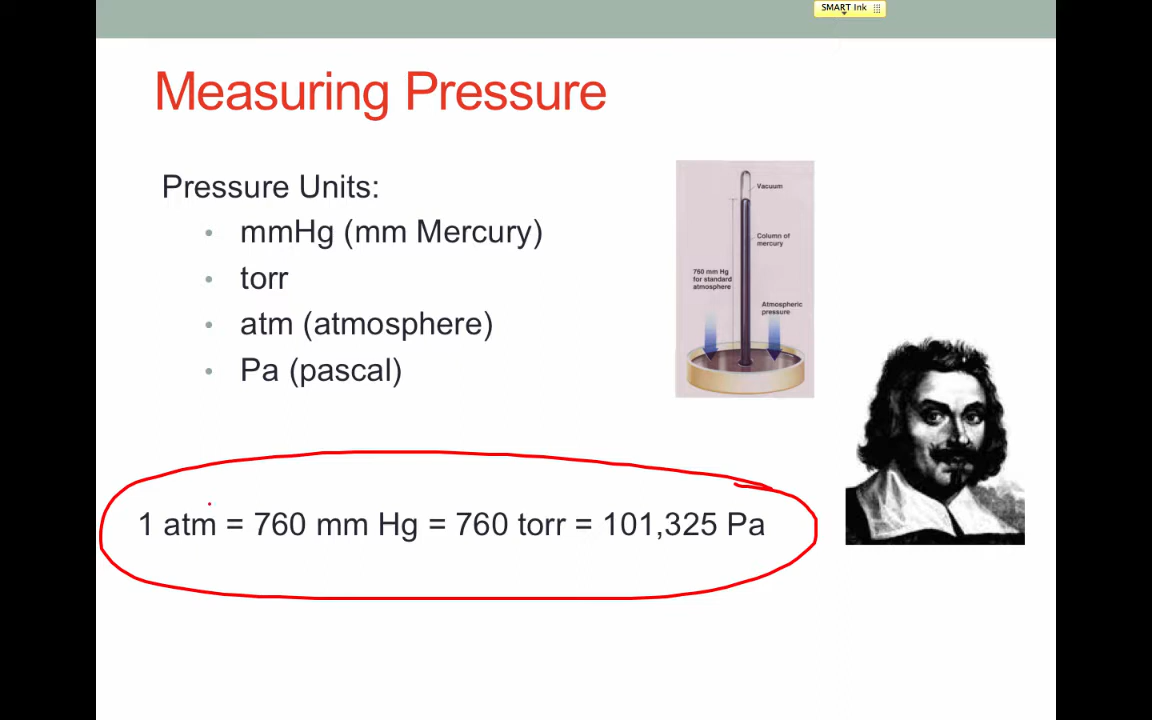 SMART Ink
Measuring Pressure
Pressure Units:
• mmHg (mm Mercury)
• torr
• atm (atmosphere)
• Pa (pascal)
Vacuum
Column of
mercury
760 mm Hg
for standard
atmosphere
Atmospheric
pressure
1 atm = 760 mm Hg = 760 torr = 101,325 Pa